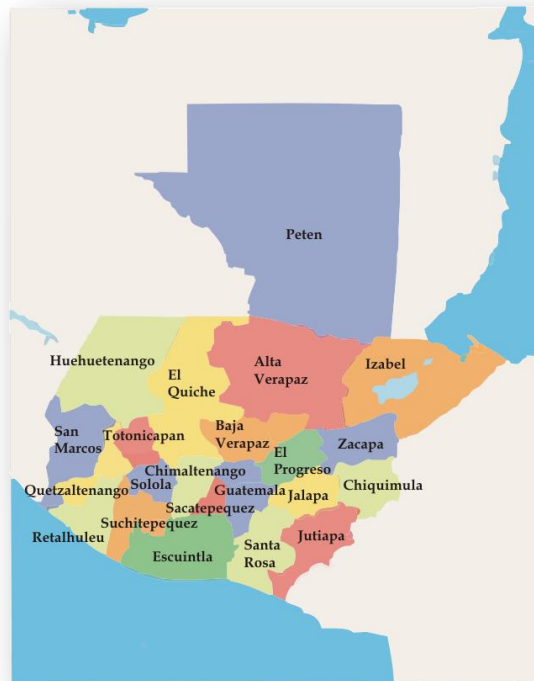 Peten
Huehuetenango
El
Quiche
Alta
Verapaz
Izabel
San
Marcos
Totonicapan
Baja
Verapaz
El
Progreso
Zacapa
Chimaltenango
Quetzaltenango
Solola
Guatemala
Jalapa
Chiquimula
Sacatepequez
Suchitepequez
Retalhuleu
Escuintla
Santa
Rosa
Jutiapa